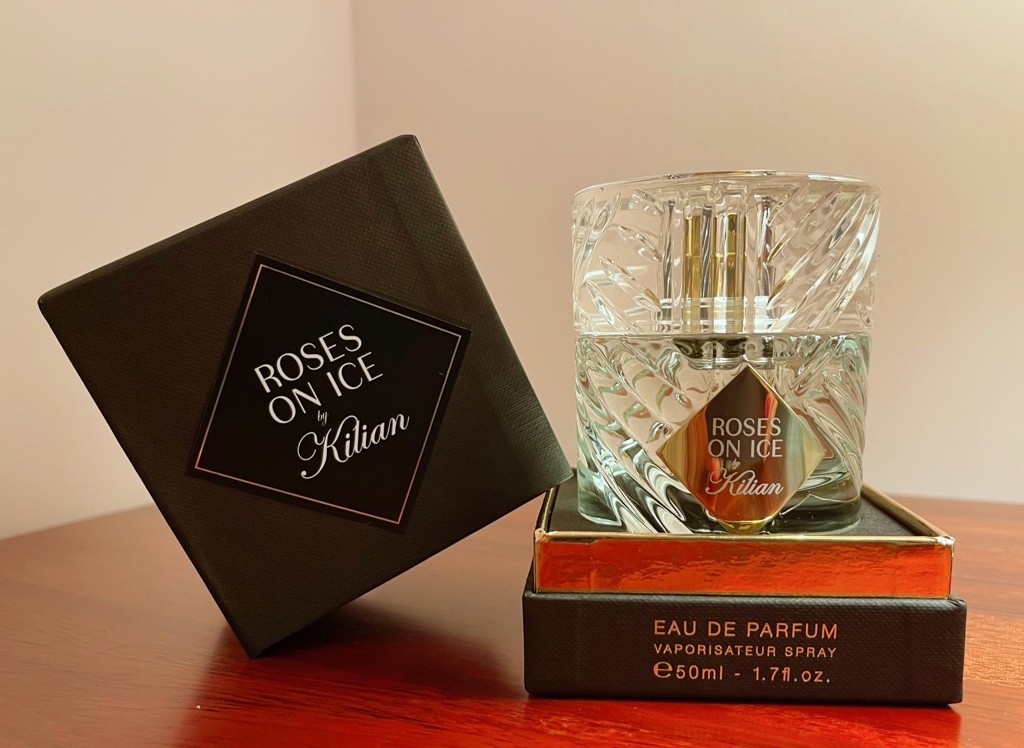 ROSES
ON ICE
by
Kilian
ROSES
ON ICE
by
Kilian
EAU DE PARFUM
VAPORISATEUR SPRAY
℮50ml - 1.7fl.oz.